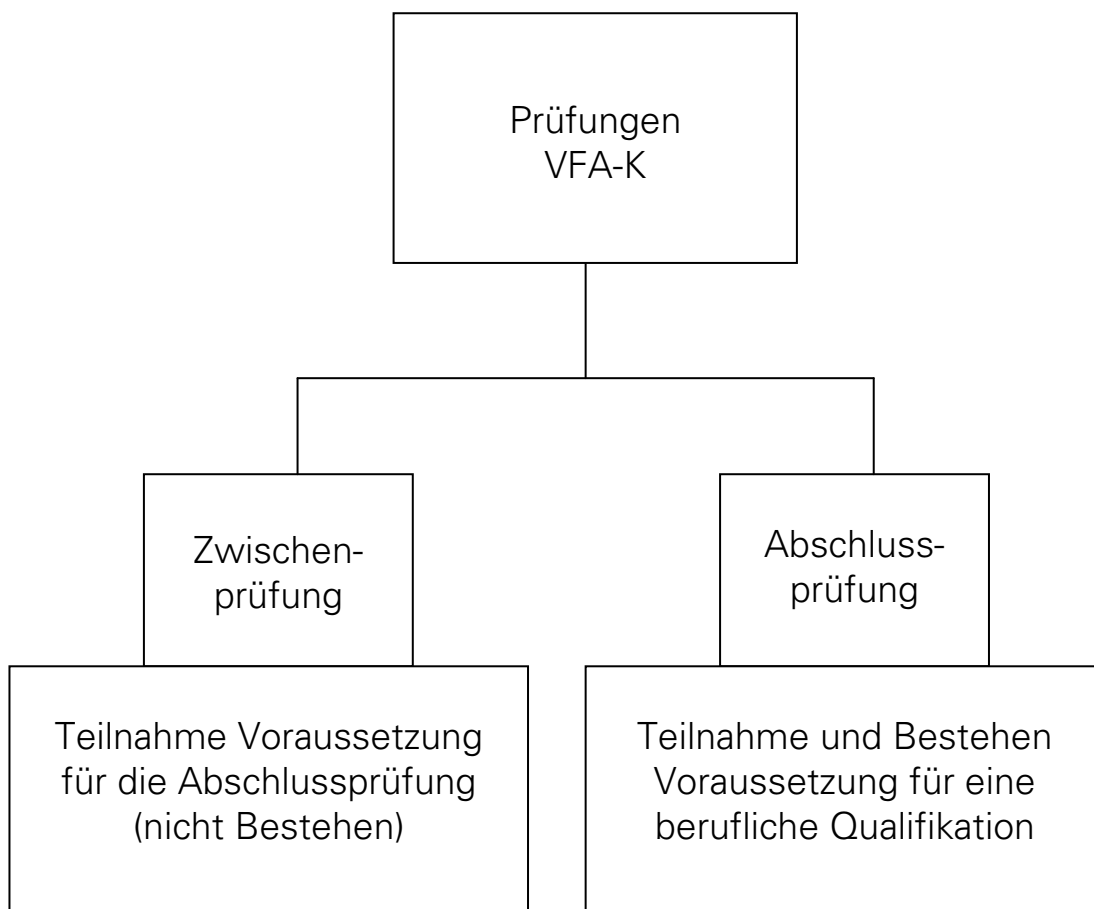 Prüfungen
VFA-K
Zwischen-
prüfung
Abschluss-
prüfung
Teilnahme Voraussetzung
für die Abschlussprüfung
(nicht Bestehen)
Teilnahme und Bestehen
Voraussetzung für eine
berufliche Qualifikation